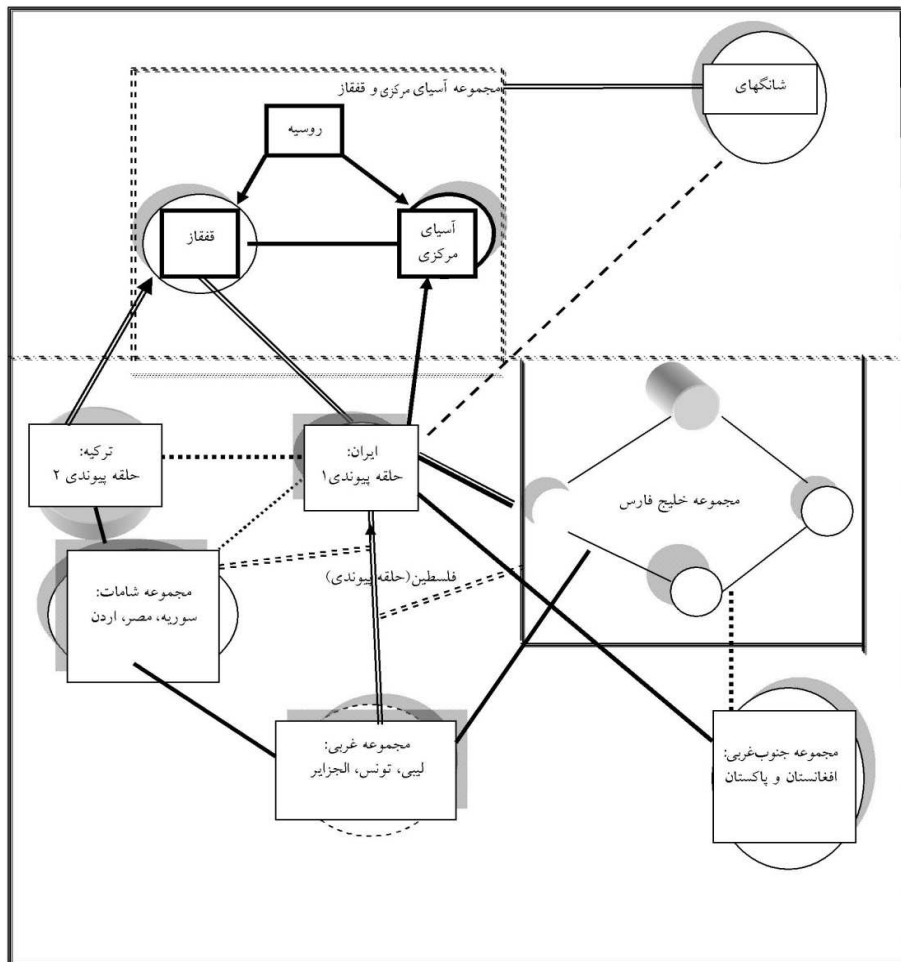 شانگهای
مجموعه آسیای مرکزی و قفقاز
روسیه
آسیای
مرکزی
قفقاز
ایران:
حلقه پیوندی۱
ترکیه:
حلقه پیوندی ۲
مجموعه خلیج فارس
فلسطین(حلقه پیوندی)
مجموعه شامات:
سوریه، مصر، اردن
مجموعه جنوب‌غربی:
افغانستان و پاکستان
مجموعه غربی:
لیبی، تونس، الجزایر